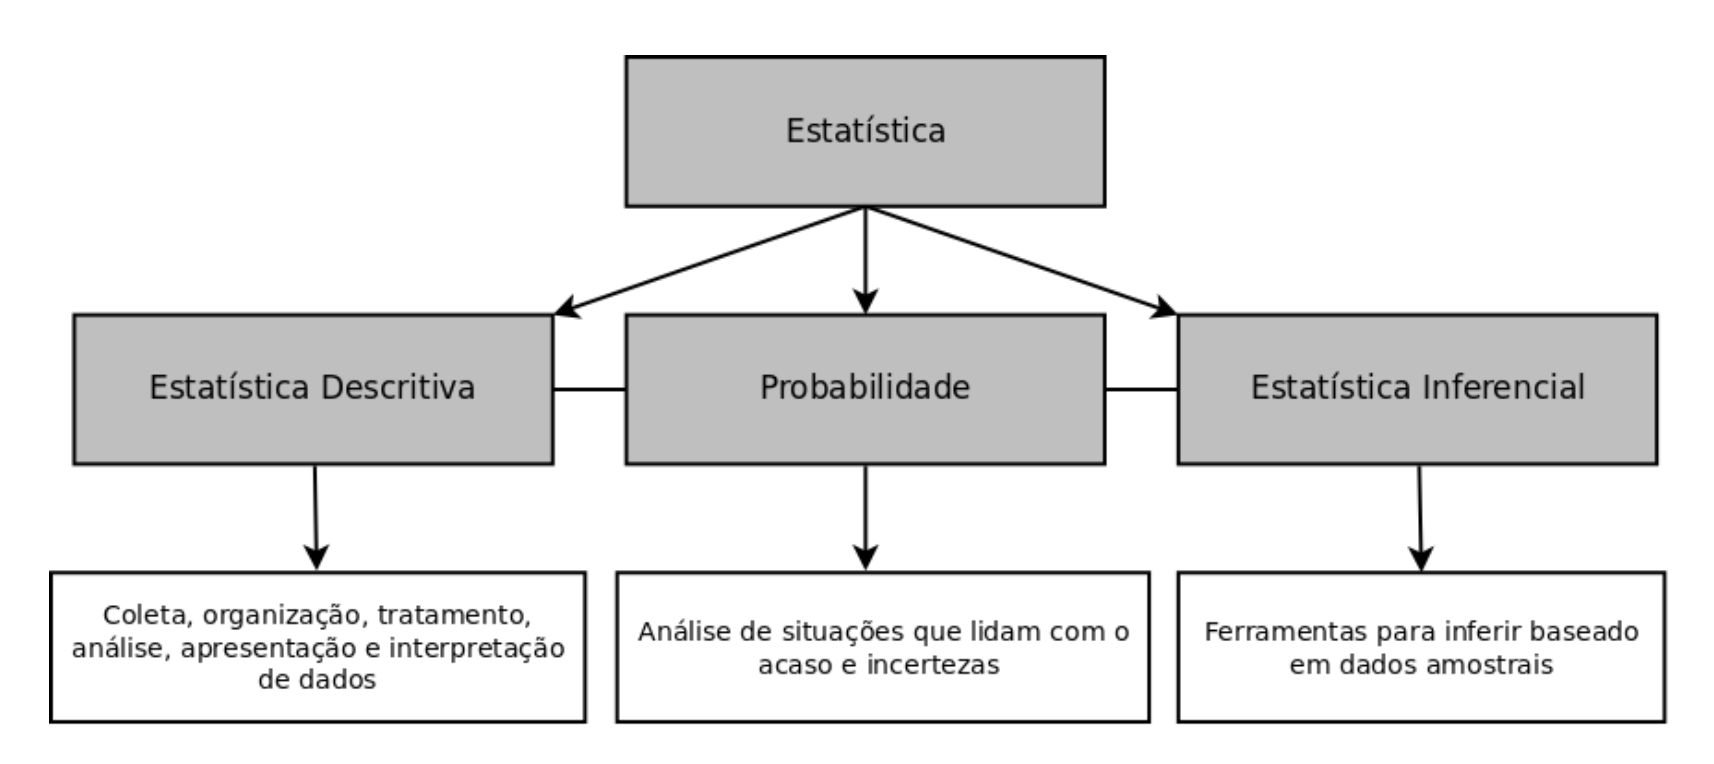 Estatística
Estatística Descritiva
Probabilidade
Estatística Inferencial
Coleta, organização, tratamento,
análise, apresentação e interpretação
de dados
Análise de situações que lidam com o
acaso e incertezas
Ferramentas para inferir baseado
em dados amostrais